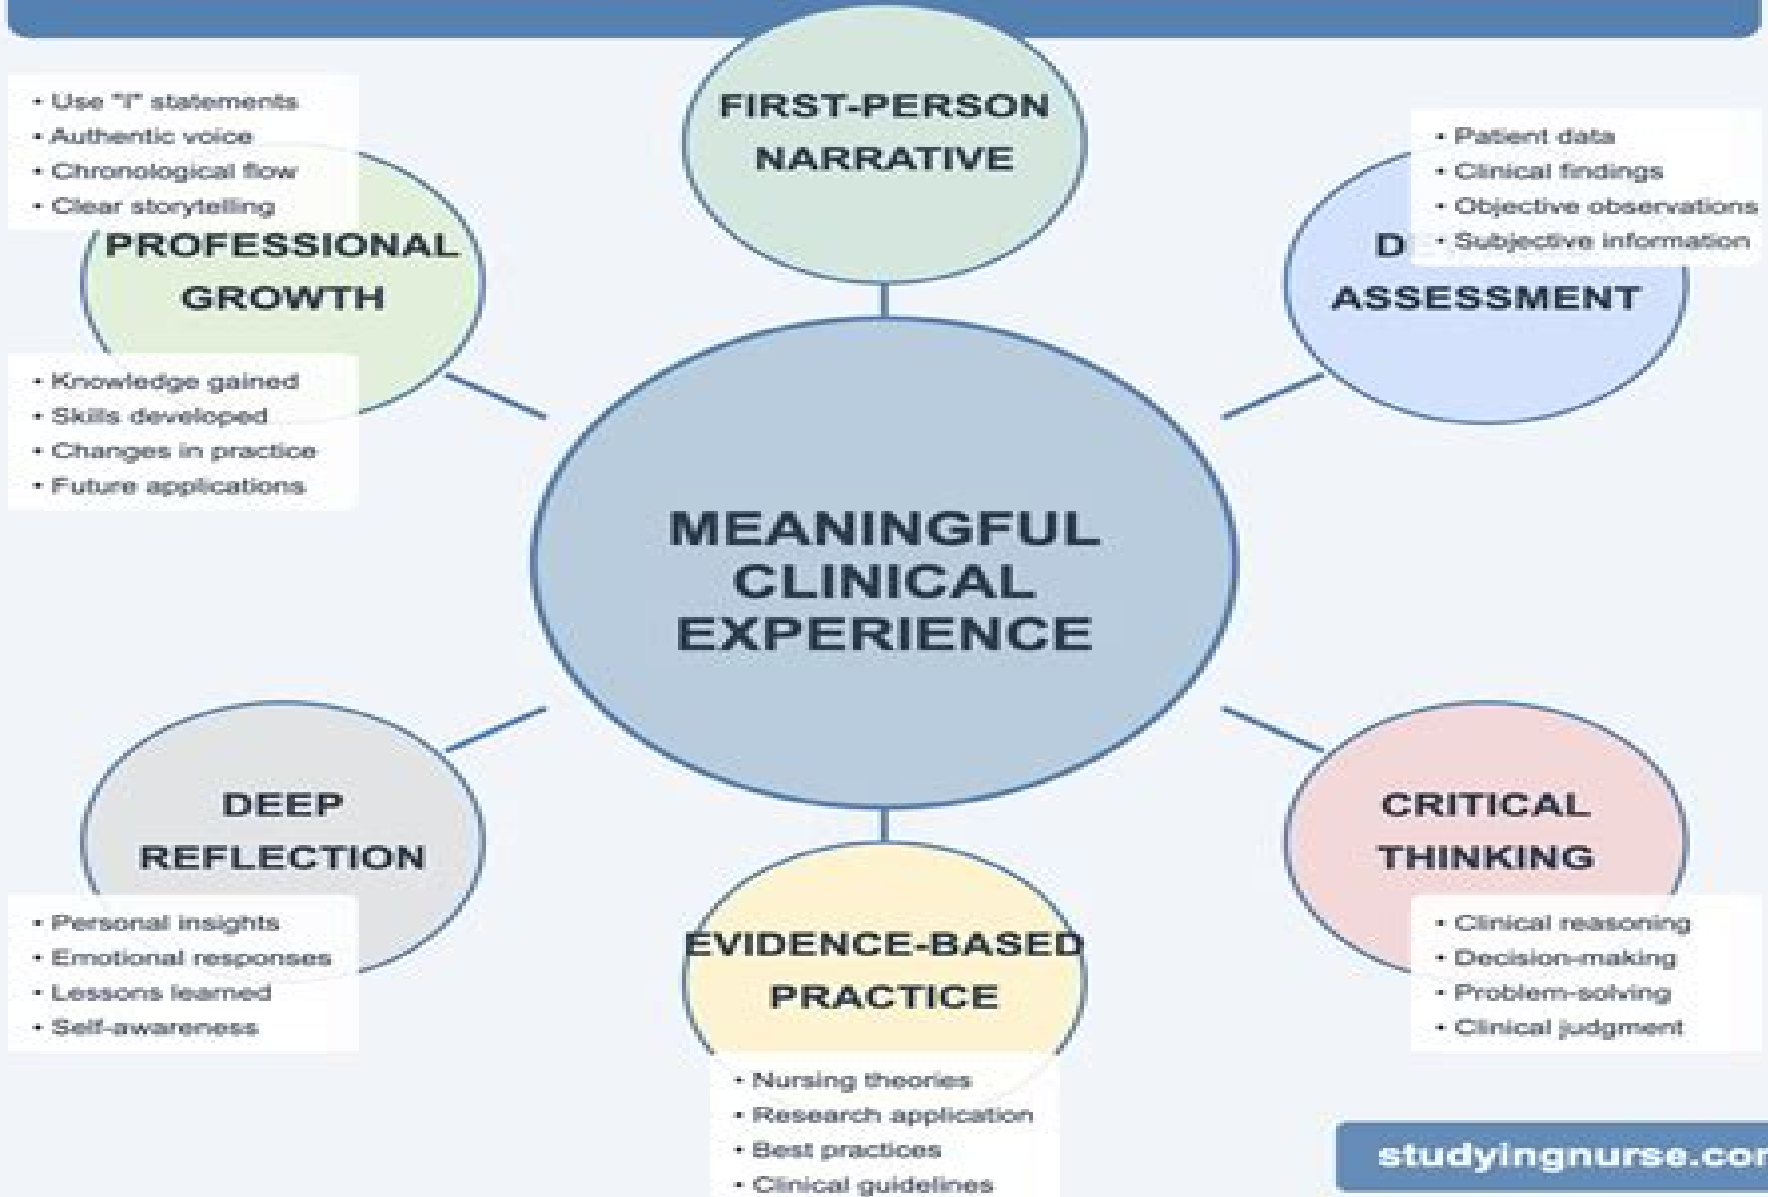 FIRST-PERSON
NARRATIVE
• Use "I" statements
• Authentic voice
• Chronological flow
• Clear storytelling
PROFESSIONAL
GROWTH
• Knowledge gained
• Skills developed
• Changes in practice
• Future applications
• Patient data
• Clinical findings
• Objective observations
• Subjective information
D
ASSESSMENT
MEANINGFUL
CLINICAL
EXPERIENCE
DEEP
REFLECTION
• Personal insights
• Emotional responses
• Lessons learned
• Self-awareness
EVIDENCE-BASED
PRACTICE
• Nursing theories
• Research application
• Best practices
• Clinical guidelines
CRITICAL
THINKING
• Clinical reasoning
• Decision-making
• Problem-solving
• Clinical judgment
studyingnurse.co